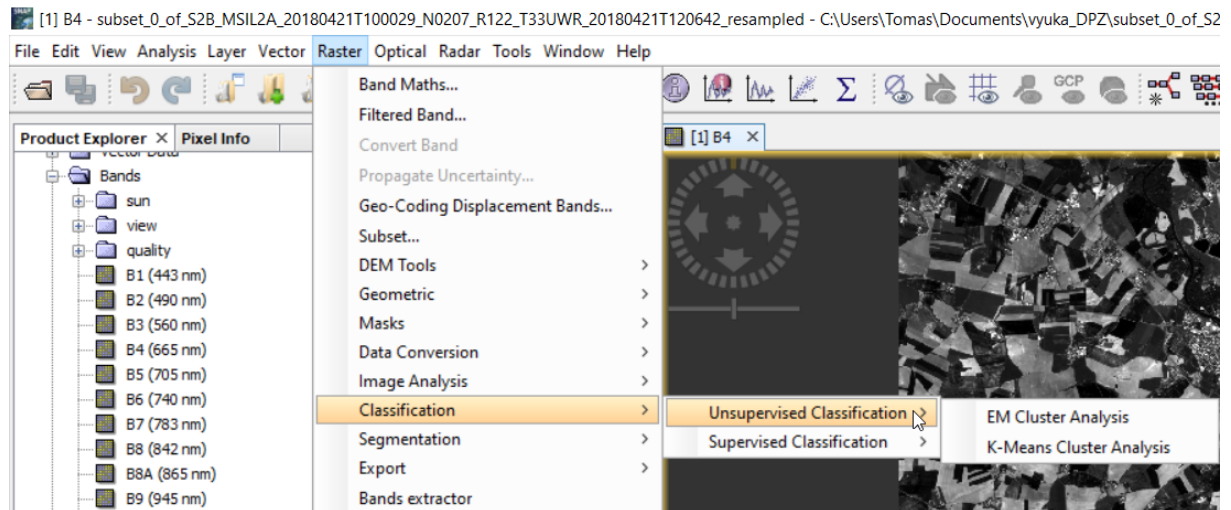 SNAP
[1] B4 - subset_0_of_S2B_MSIL2A_20180421T100029_N0207_R122_T33UWR_20180421T120642_resampled - C:\Users\Tomas\Documents\vyuka_DPZ\subset_0_of_S2
File Edit View Analysis Layer Vector Raster Optical Radar Tools Window Help
GCP
Product Explorer Pixel Info
[1] B4
Vector Data
Bands
sun
view
quality
B1 (443 nm)
B2 (490 nm)
B3 (560 nm)
B4 (665 nm)
B5 (705 nm)
B6 (740 nm)
B7 (783 nm)
B8 (842 nm)
B8A (865 nm)
B9 (945 nm)
Band Maths...
Filtered Band...
Convert Band
Propagate Uncertainty...
Geo-Coding Displacement Bands...
Subset...
DEM Tools
Geometric
Masks
Data Conversion
Image Analysis
Classification
Segmentation
Export
Bands extractor
Unsupervised Classification
Supervised Classification
EM Cluster Analysis
K-Means Cluster Analysis